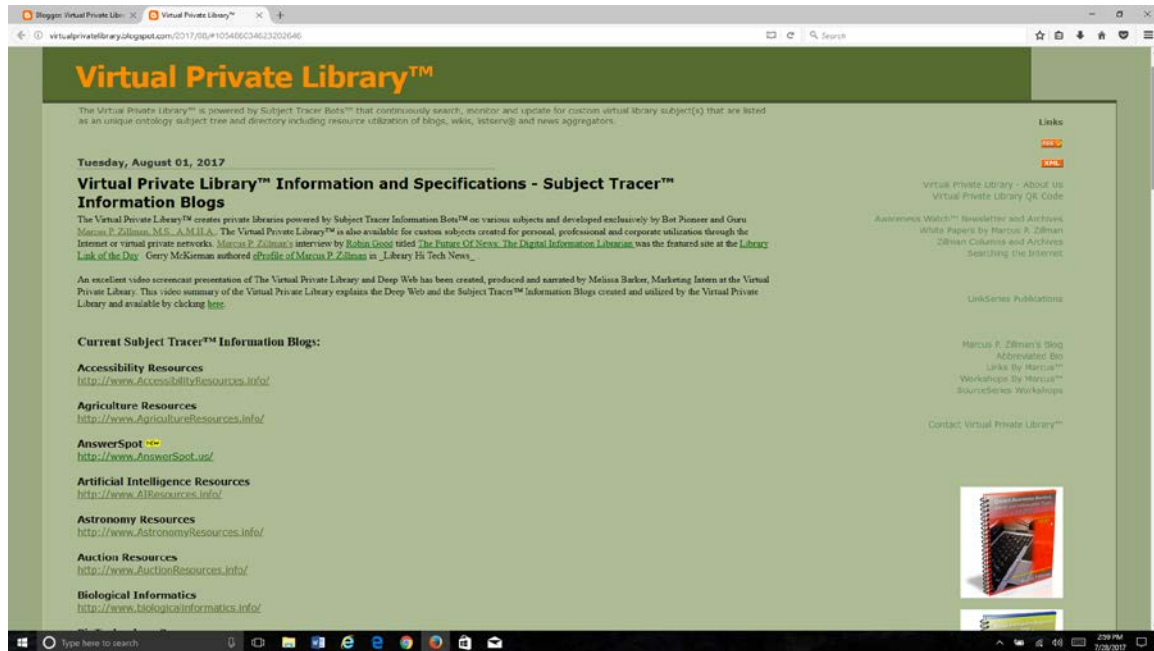 Blogger: Virtual Private Libr
Virtual Private Library™
virtualprivatelibrary.blogspot.com/2017/08/#105486034623202646
Search
Virtual Private Library™
The Virtual Private Library™ is powered by Subject Tracer Bots™ that continuously search, monitor and update for custom virtual library subject(s) that are listed
as an unique ontology subject tree and directory including resource utilization of blogs, wikis, listserv® and news aggregators.
Tuesday, August 01, 2017
Virtual Private Library™ Information and Specifications - Subject Tracer™
Information Blogs
The Virtual Private Library™ creates private libraries powered by Subject Tracer Information Bots™ on various subjects and developed exclusively by Bot Pioneer and Guru
Marcus P. Zillman, M.S., A.M.H.A. The Virtual Private Library™ is also available for custom subjects created for personal, professional and corporate utilization through the
Internet or virtual private networks. Marcus P. Zillman's interview by Robin Good titled The Future Of News: The Digital Information Librarian was the featured site at the Library
Link of the Day. Gerry McKiernan authored eProfile of Marcus P. Zillman in _Library Hi Tech News_.
An excellent video screencast presentation of The Virtual Private Library and Deep Web has been created, produced and narrated by Melissa Barker, Marketing Intern at the Virtual
Private Library. This video summary of the Virtual Private Library explains the Deep Web and the Subject Tracer™ Information Blogs created and utilized by the Virtual Private
Library and available by clicking here.
Current Subject Tracer™ Information Blogs:
Accessibility Resources
http://www.AccessibilityResources.info/
Agriculture Resources
http://www.AgricultureResources.info/
AnswerSpot NEW
http://www.AnswerSpot.us/
Artificial Intelligence Resources
http://www.AIResources.info/
Astronomy Resources
http://www.AstronomyResources.info/
Auction Resources
http://www.AuctionResources.info/
Biological Informatics
http://www.biologicalinformatics.info/
Links
XML
Virtual Private Library - About Us
Virtual Private Library QR Code
Awareness Watch™ Newsletter and Archives
White Papers by Marcus P. Zillman
Zillman Columns and Archives
Searching the Internet
LinkSeries Publications
Marcus P. Zillman's Blog
Abbreviated Bio
Links By Marcus™
Workshops By Marcus™
SourceSeries Workshops
Contact Virtual Private Library™
Type here to search
2:59 PM
7/28/2017